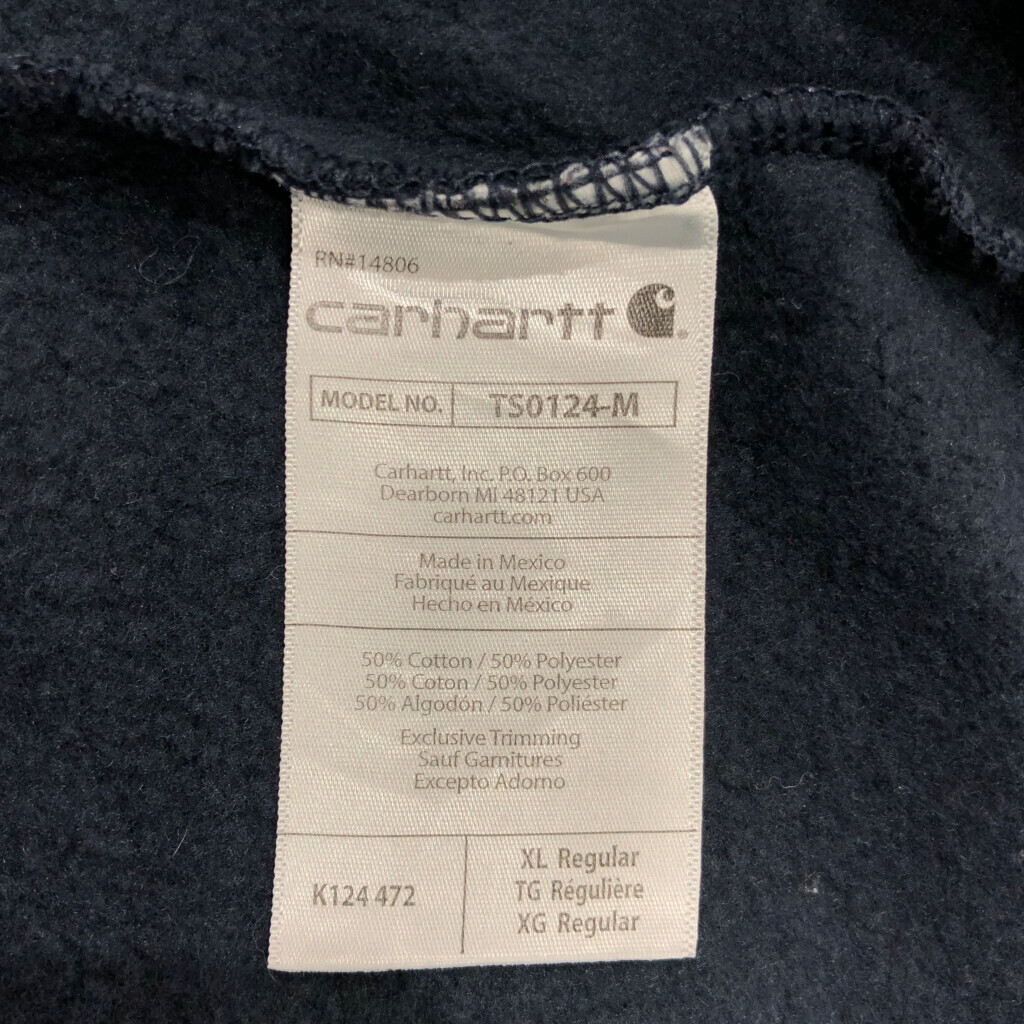 RN#14806
carhartt
MODEL NO. TS0124-M
Carhartt, Inc. P.O. Box 600
Dearborn MI 48121 USA
carhartt.com
Made in Mexico
Fabriqué au Mexique
Hecho en México
50% Cotton / 50% Polyester
50% Coton / 50% Polyester
50% Algodón / 50% Poliéster
Exclusive Trimming
Sauf Garnitures
Excepto Adorno
K124 472
XL Regular
TG Régulière
XG Regular